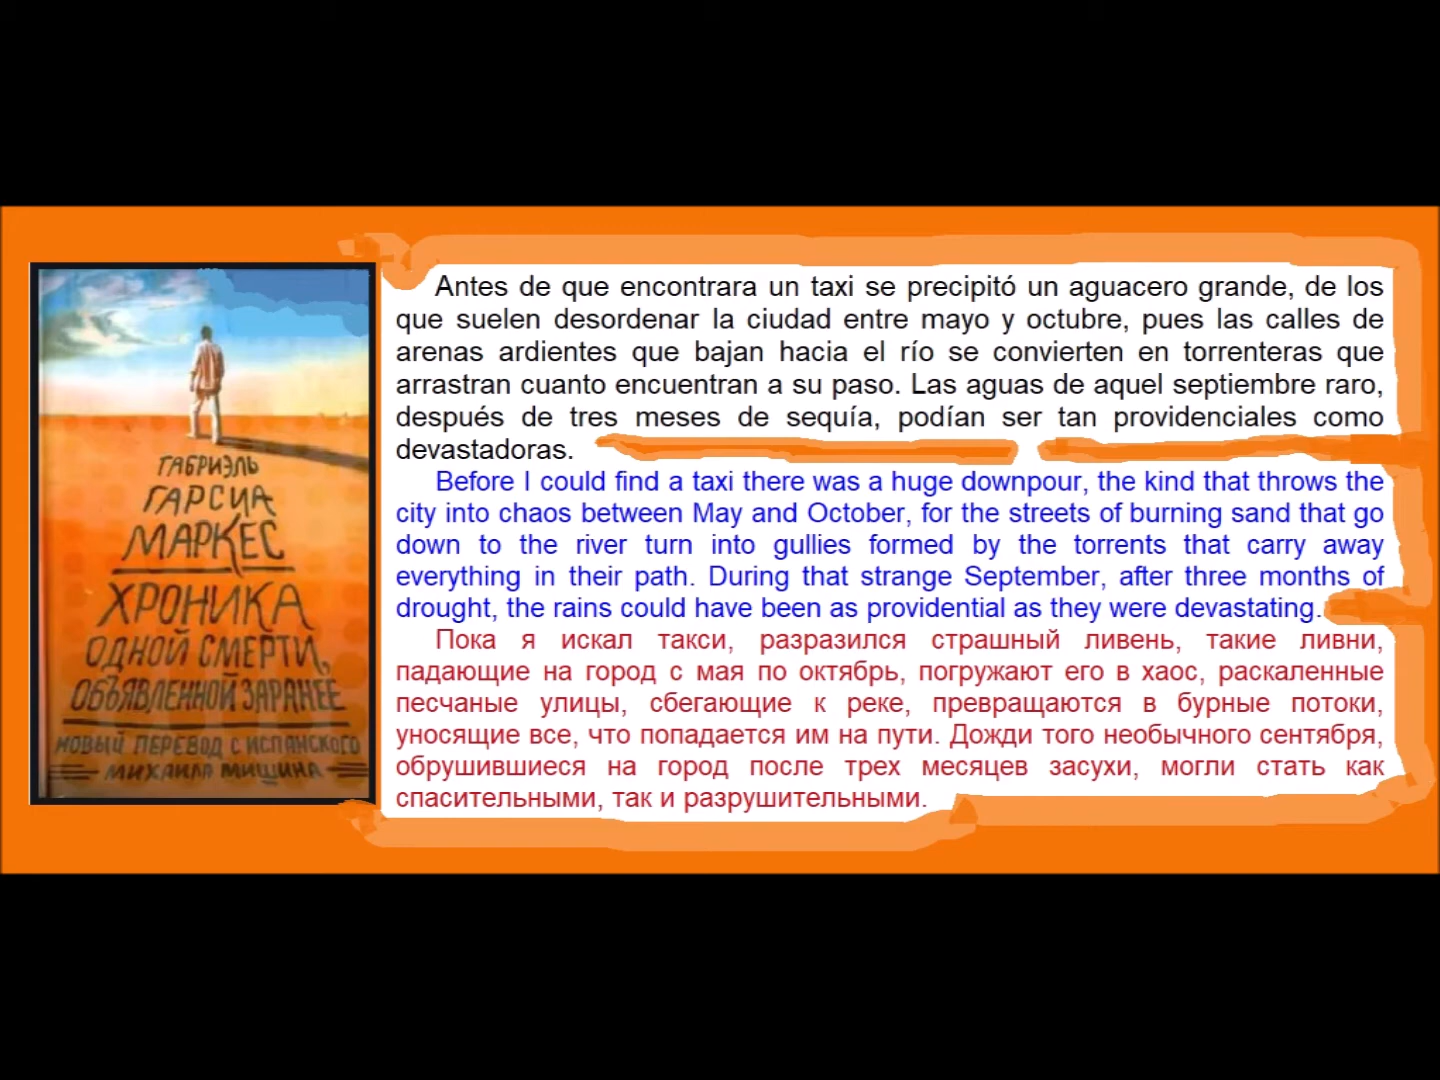 ГАБРИЭЛЬ
ГАРСИА
МАРКЕС
ХРОНИКА
ОДНОЙ СМЕРТИ,
ОБЪЯВЛЕННОЙ ЗАРАНЕЕ
НОВЫЙ ПЕРЕВОД С ИСПАНСКОГО
МИХАИЛА МИШИНА
Antes de que encontrara un taxi se precipitó un aguacero grande, de los
que suelen desordenar la ciudad entre mayo y octubre, pues las calles de
arenas ardientes que bajan hacia el río se convierten en torrenteras que
arrastran cuanto encuentran a su paso. Las aguas de aquel septiembre raro,
después de tres meses de sequía, podían ser tan providenciales como
devastadoras.
Before I could find a taxi there was a huge downpour, the kind that throws the
city into chaos between May and October, for the streets of burning sand that go
down to the river turn into gullies formed by the torrents that carry away
everything in their path. During that strange September, after three months of
drought, the rains could have been as providential as they were devastating.
Пока я искал такси, разразился страшный ливень, такие ливни,
падающие на город с мая по октябрь, погружают его в хаос, раскаленные
песчаные улицы, сбегающие к реке, превращаются в бурные потоки,
уносящие все, что попадается им на пути. Дожди того необычного сентября,
обрушившиеся на город после трех месяцев засухи, могли стать как
спасительными, так и разрушительными.